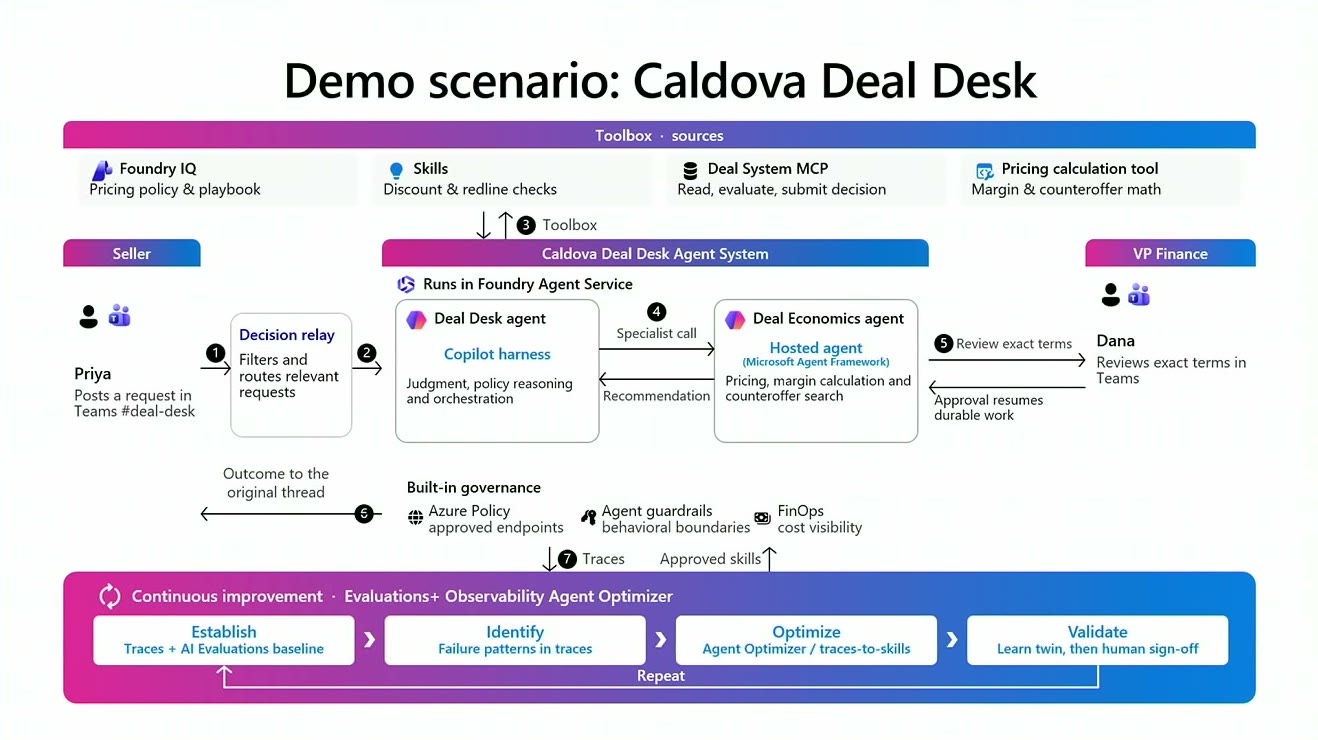 Demo scenario: Caldova Deal Desk
Toolbox · sources
Foundry IQ
Pricing policy & playbook
Skills
Discount & redline checks
Deal System MCP
Read, evaluate, submit decision
Pricing calculation tool
Margin & counteroffer math
3 Toolbox
Seller
Caldova Deal Desk Agent System
VP Finance
Runs in Foundry Agent Service
Priya
Posts a request in
Teams #deal-desk
1
Decision relay
Filters and
routes relevant
requests
2
Deal Desk agent
Copilot harness
Judgment, policy reasoning
and orchestration
4
Specialist call
Recommendation
Deal Economics agent
Hosted agent
(Microsoft Agent Framework)
Pricing, margin calculation and
counteroffer search
5 Review exact terms
Approval resumes
durable work
Dana
Reviews exact terms in
Teams
Outcome to the
original thread
6
Built-in governance
Azure Policy
approved endpoints
Agent guardrails
behavioral boundaries
FinOps
cost visibility
7 Traces
Approved skills
Continuous improvement · Evaluations+ Observability Agent Optimizer
Establish
Traces + AI Evaluations baseline
Identify
Failure patterns in traces
Optimize
Agent Optimizer / traces-to-skills
Validate
Learn twin, then human sign-off
Repeat